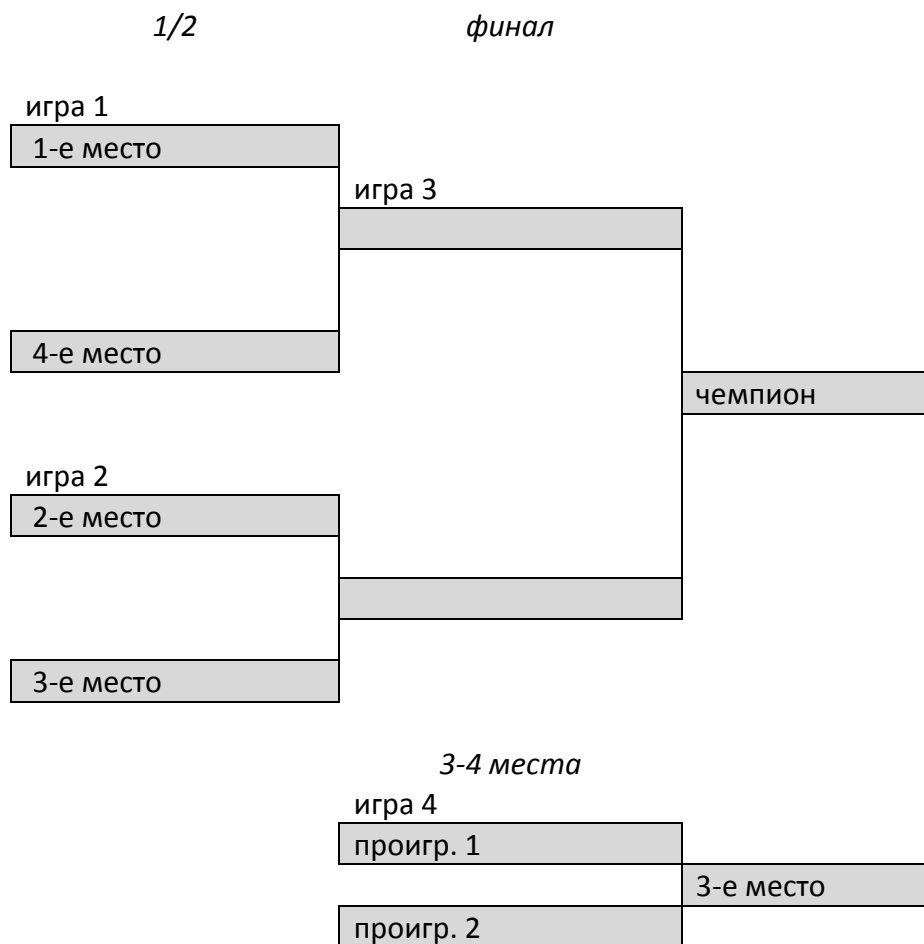 1/2 финал
игра 1
1-е место
игра 3
4-е место
чемпион
игра 2
2-е место
3-е место
3-4 места
игра 4
проигр. 1
3-е место
проигр. 2